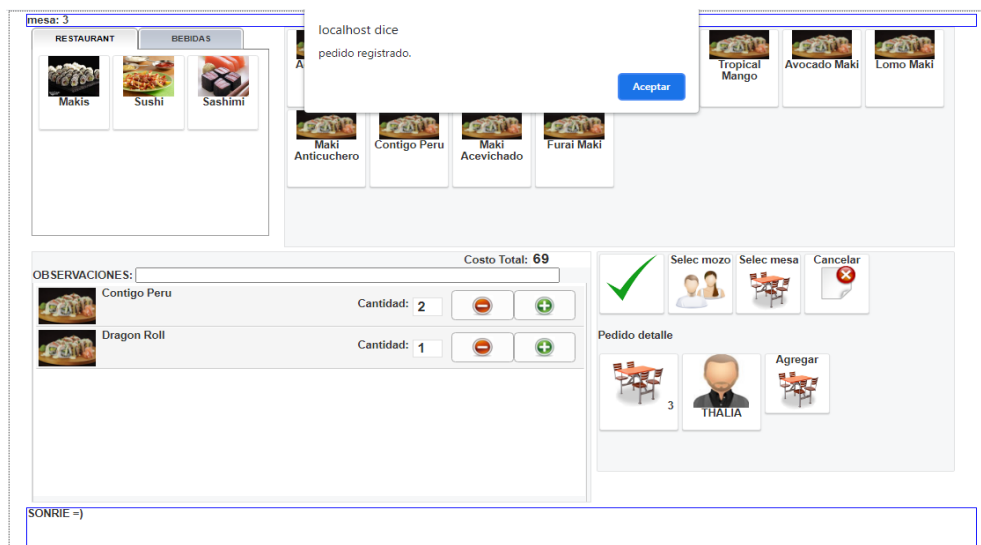 mesa: 3
localhost dice
pedido registrado.
Aceptar
RESTAURANT
BEBIDAS
Makis
Sushi
Sashimi
Tropical
Mango
Avocado Maki
Lomo Maki
Maki
Anticuchero
Contigo Peru
Maki
Acevichado
Furai Maki
Costo Total: 69
OBSERVACIONES:
Contigo Peru
Cantidad: 2
Dragon Roll
Cantidad: 1
Selec mozo
Selec mesa
Cancelar
Pedido detalle
3
THALIA
Agregar
SONRIE =)